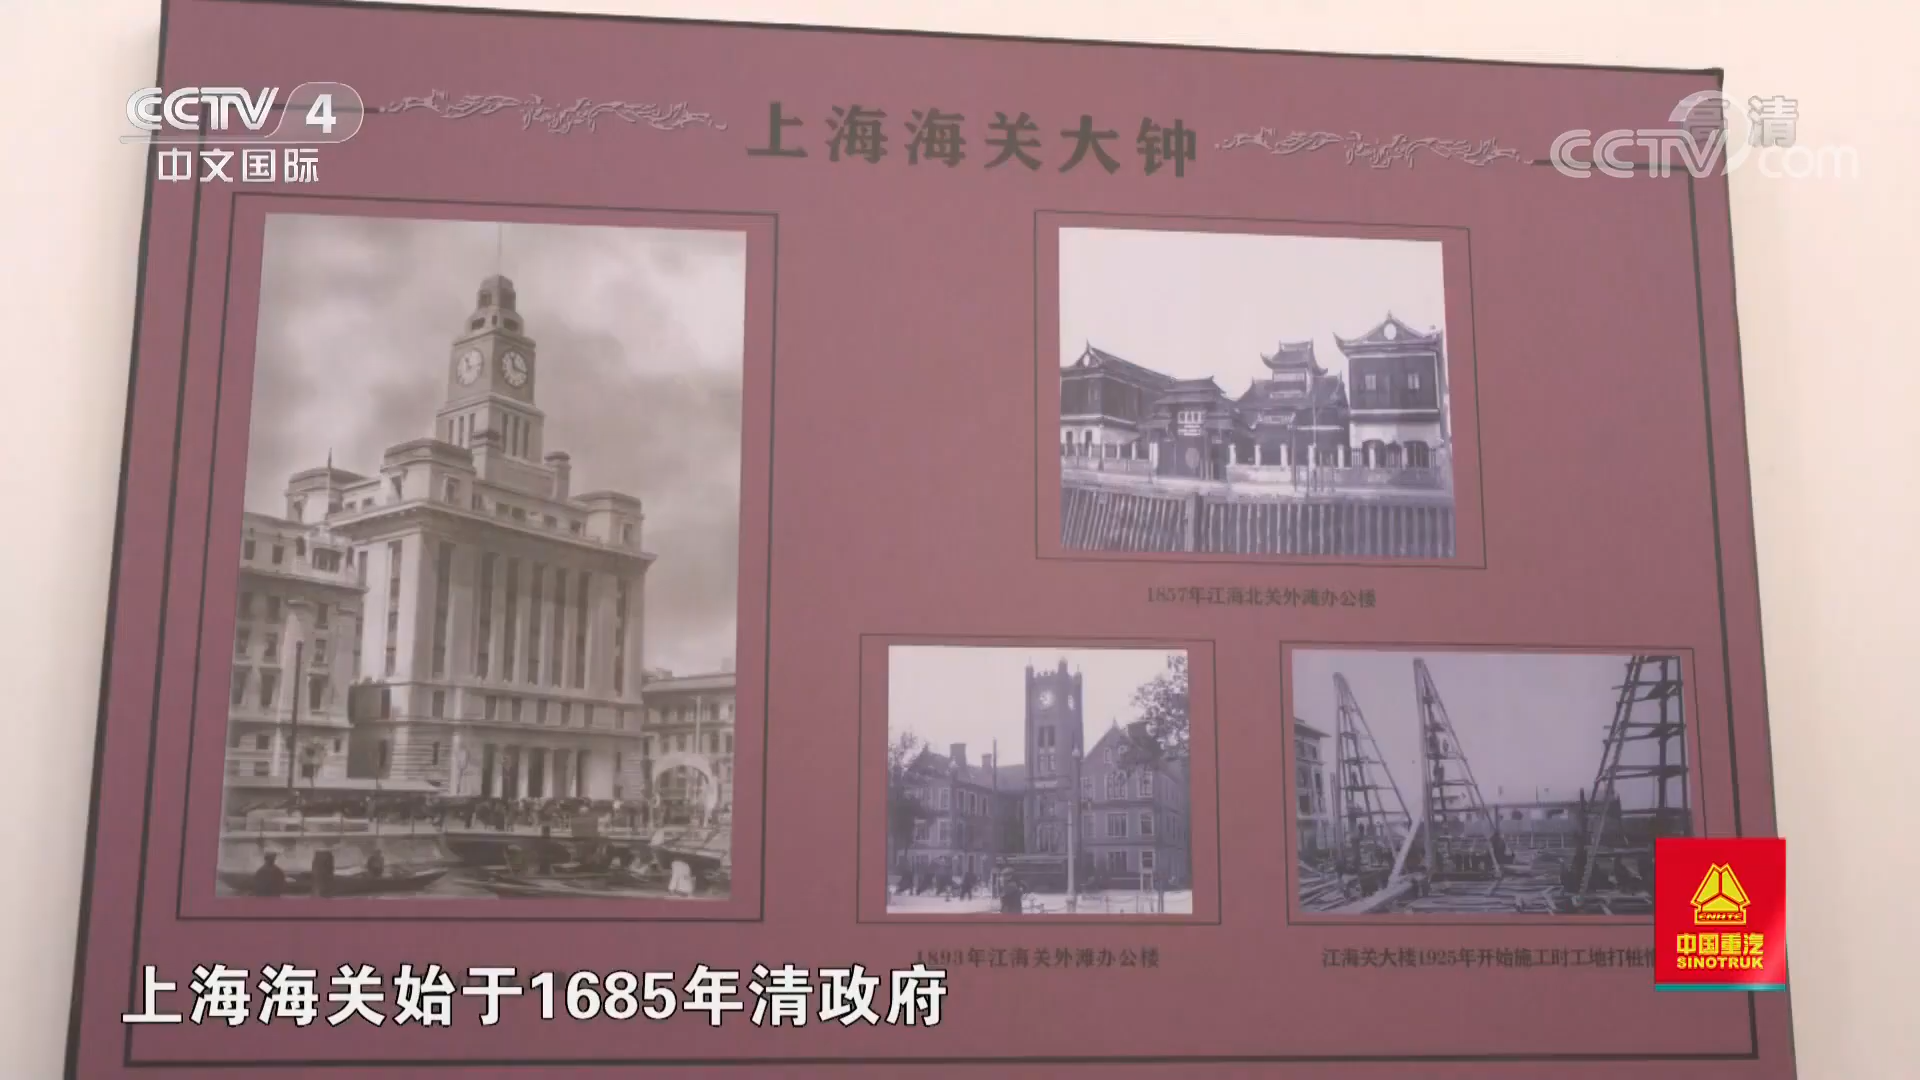 CCTV 4
中文国际
高清
CCTV.com
上海海关大钟
1857年江海北关外滩办公楼
1893年江海关外滩办公楼
江海关大楼1925年开始施工时工地打桩
CNHTC
中国重汽
SINOTRUK
上海海关始于1685年清政府